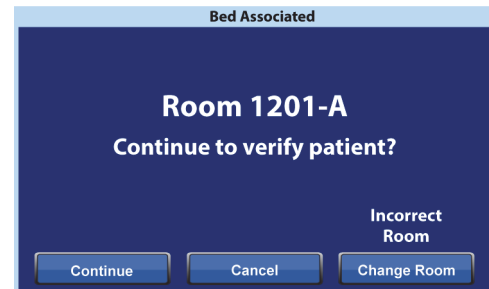 Bed Associated
Room 1201-A
Continue to verify patient?
Incorrect
Room
Continue
Cancel
Change Room